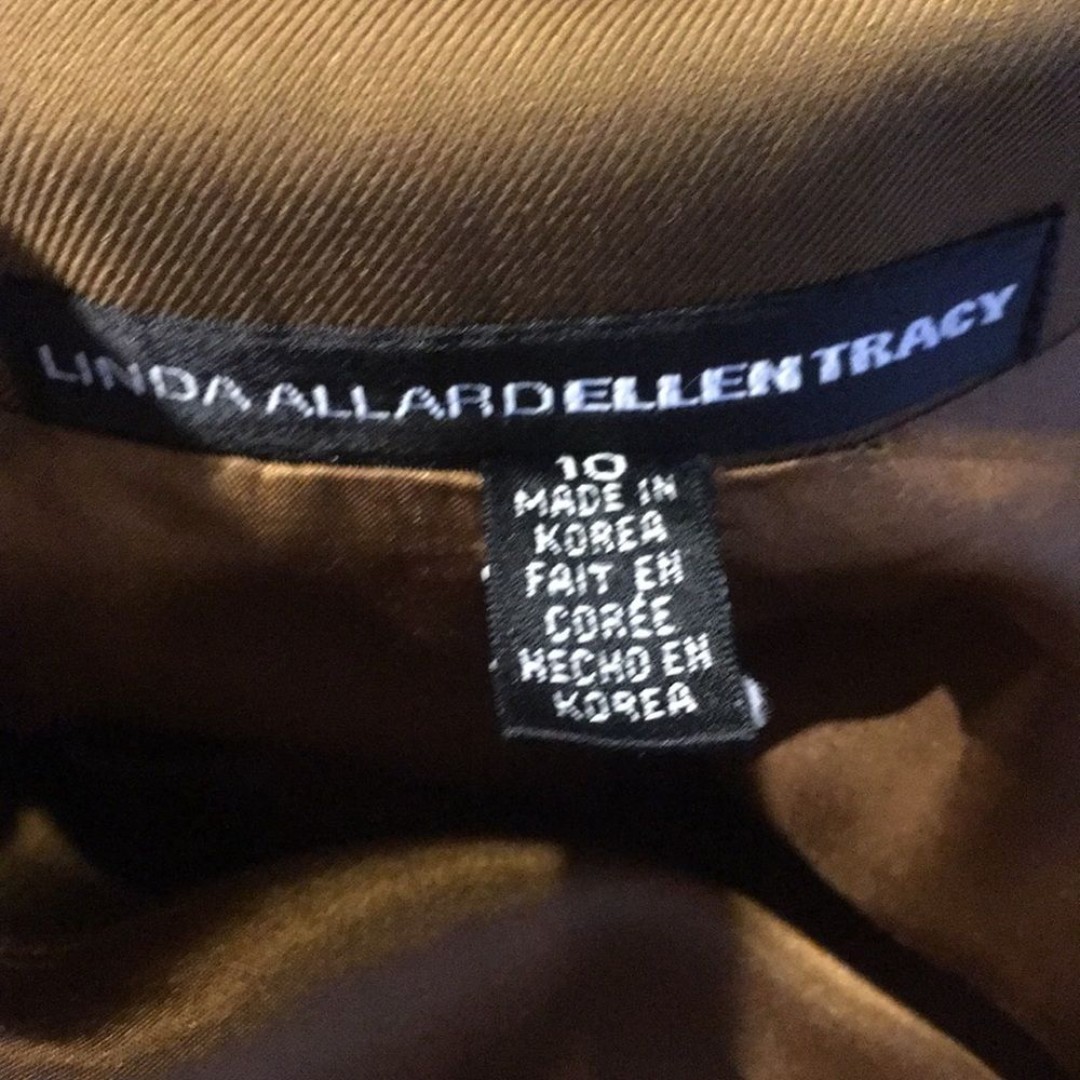 LINDA ALLARD ELLEN TRACY
10
MADE IN
KOREA
FAIT EN
CORÉE
HECHO EN
KOREA